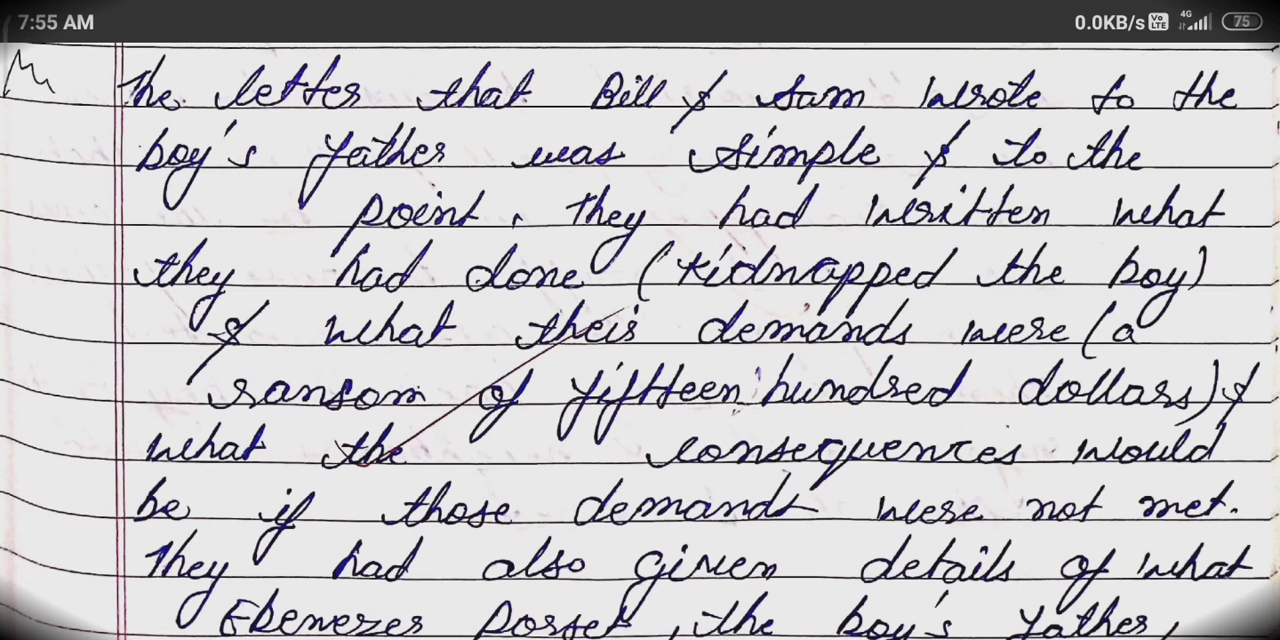 7:55 AM 0.0KB/s Vo LTE 4G 75
The letter that Bill & Sam wrote to the
boy's father was simple & to the
point. They had written what
they had done (kidnapped the boy)
& what their demands were (a
ransom of fifteen hundred dollars) &
what the consequences would
be if those demands were not met.
They had also given details of what
Ebenezer Dorset, the boy's father,